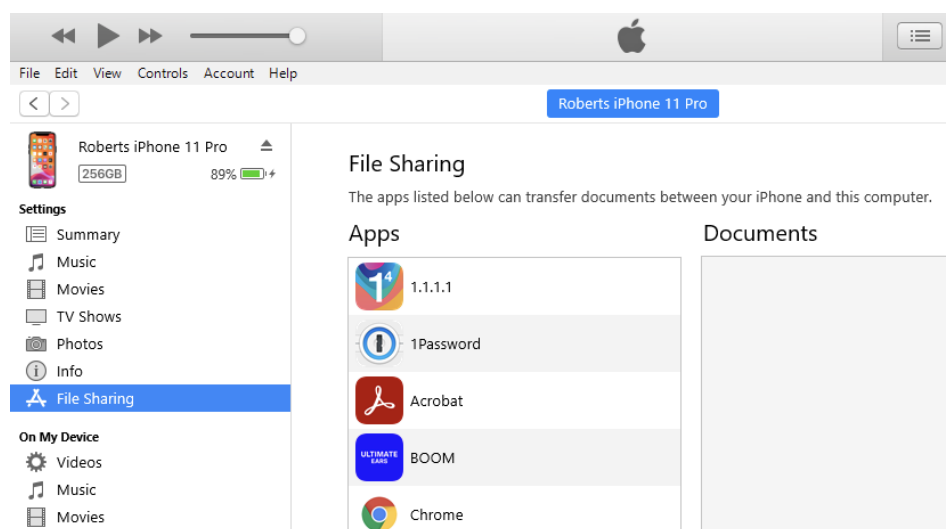 File Edit View Controls Account Help
Roberts iPhone 11 Pro
Roberts iPhone 11 Pro
256GB 89%
Settings
Summary
Music
Movies
TV Shows
Photos
Info
File Sharing
On My Device
Videos
Music
Movies
File Sharing
The apps listed below can transfer documents between your iPhone and this computer.
Apps
1⁴ 1.1.1.1
1Password
Acrobat
ULTIMATE
EARS
BOOM
Chrome
Documents